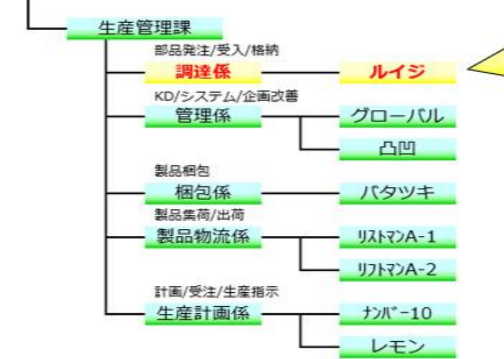 生産管理課
部品発注/受入/格納
調達係 ルイジ
KD/システム/企画改善
管理係 グローバル
凸凹
製品梱包
梱包係 バタツキ
製品集荷/出荷
製品物流係 ﾘｽﾄﾏﾝA-1
ﾘﾌﾄﾏﾝA-2
計画/受注/生産指示
生産計画係 ﾅﾝﾊﾞｰ10
レモン